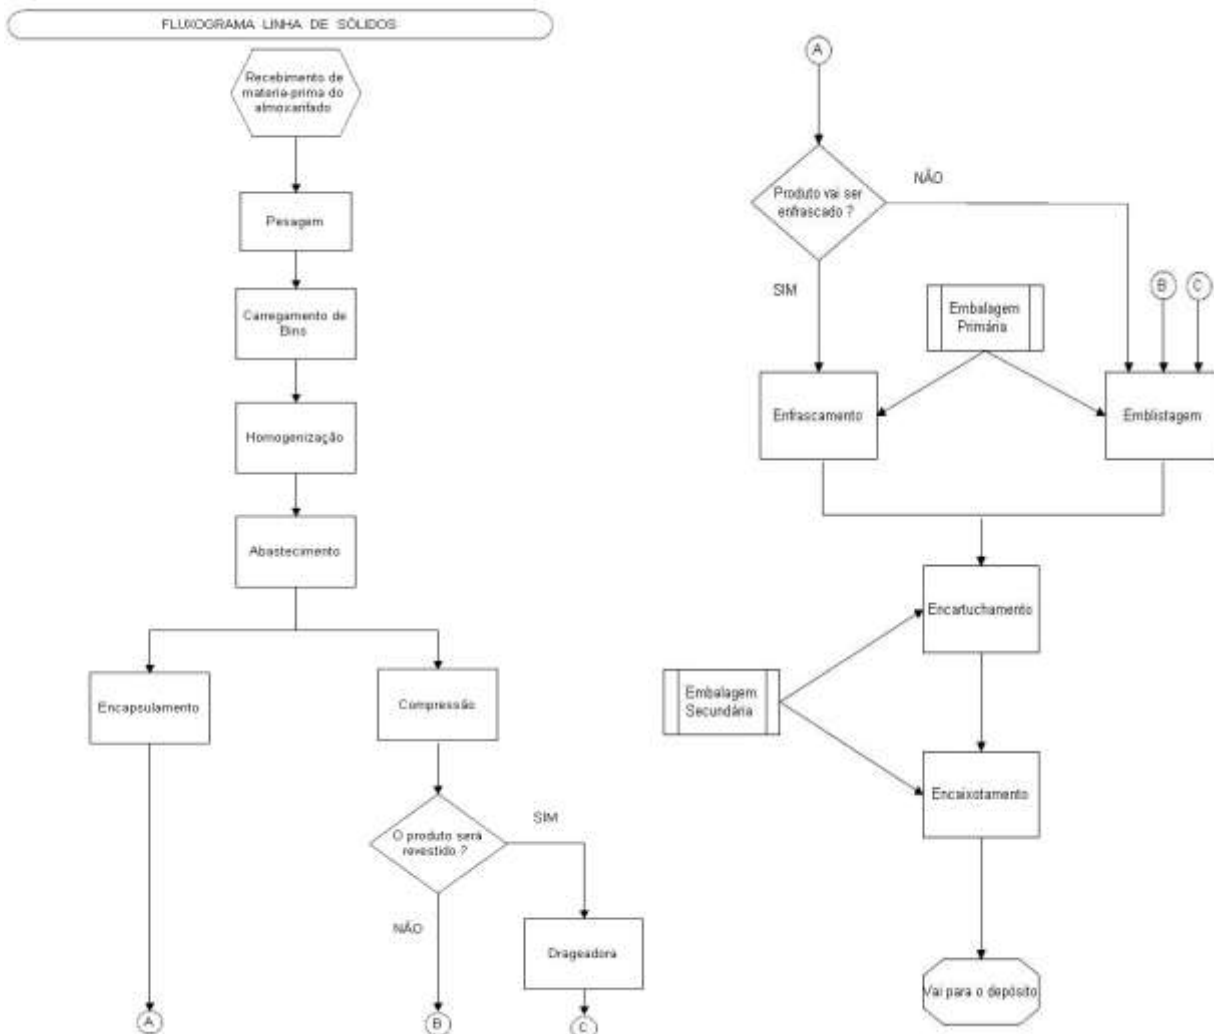 FLUXOGRAMA LINHA DE SÓLIDOS
Recebimento de
materia-prima do
almoxarifado
Pesagem
Carregamento de
Bins
Homogenização
Abastecimento
Encapsulamento
Compressão
O produto será
revestido ?
SIM
NÃO
Drageadora
A
B
C
A
Produto vai ser
enfrascado ?
NÃO
SIM
B
C
Embalagem
Primária
Enfrascamento
Emblistagem
Encartuchamento
Embalagem
Secundária
Encaixotamento
Vai para o depósito